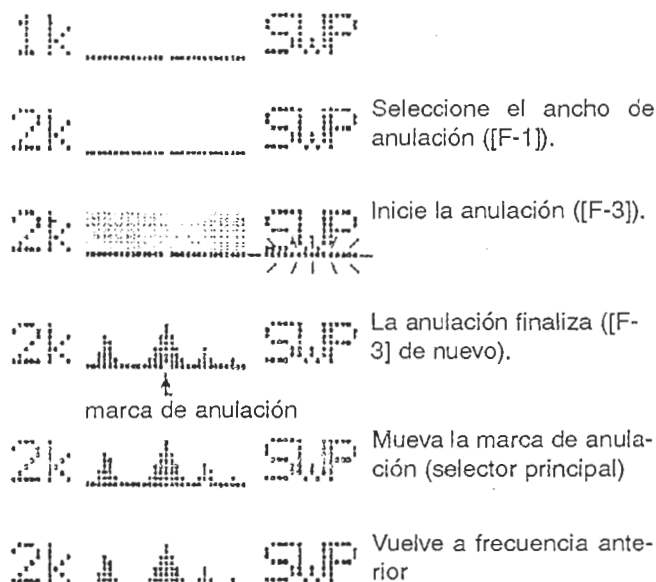 1k SWP
2k SWP
Seleccione el ancho de
anulación ([F-1]).
2k SWP
Inicie la anulación ([F-3]).
2k SWP
La anulación finaliza ([F-
3] de nuevo).
marca de anulación
2k SWP
Mueva la marca de anula-
ción (selector principal)
2k SWP
Vuelve a frecuencia ante-
rior